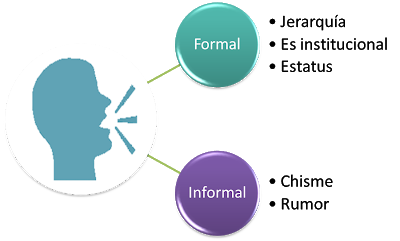 Formal
• Jerarquía
• Es institucional
• Estatus
Informal
• Chisme
• Rumor